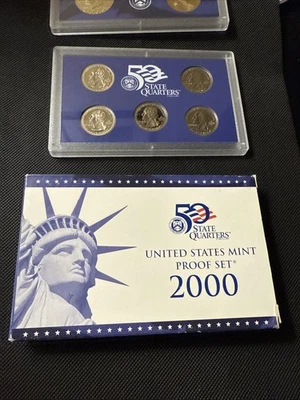 50
STATE
QUARTERS
50
STATE
QUARTERS
UNITED STATES MINT
PROOF SET®
2000